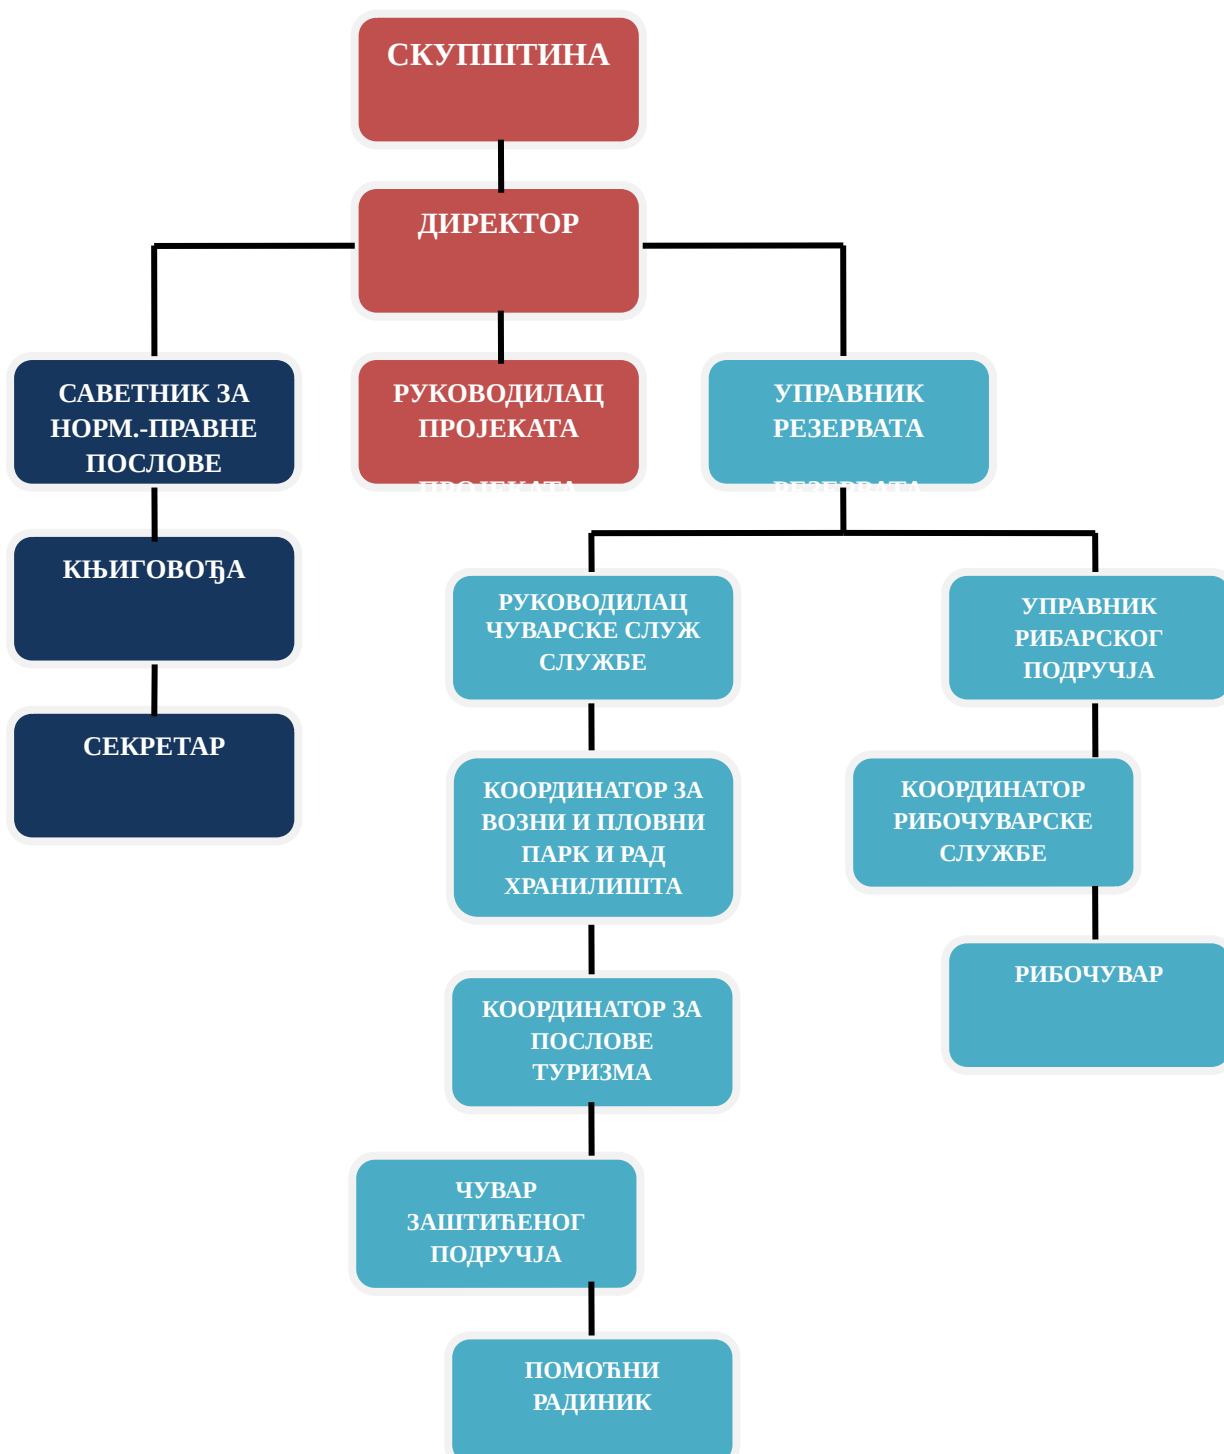 СКУПШТИНА
ДИРЕКТОР
САВЕТНИК ЗА
НОРМ.-ПРАВНЕ
ПОСЛОВЕ
РУКОВОДИЛАЦ
ПРОЈЕКАТА
ПРОЈЕКАТА
УПРАВНИК
РЕЗЕРВАТА
РЕЗЕРВАТА
КЊИГОВОЂА
СЕКРЕТАР
РУКОВОДИЛАЦ
ЧУВАРСКЕ СЛУЖ
СЛУЖБЕ
УПРАВНИК
РИБАРСКОГ
ПОДРУЧЈА
КООРДИНАТОР ЗА
ВОЗНИ И ПЛОВНИ
ПАРК И РАД
ХРАНИЛИШТА
КООРДИНАТОР
РИБОЧУВАРСКЕ
СЛУЖБЕ
РИБОЧУВАР
КООРДИНАТОР ЗА
ПОСЛОВЕ
ТУРИЗМА
ЧУВАР
ЗАШТИЋЕНОГ
ПОДРУЧЈА
ПОМОЋНИ
РАДИНИК